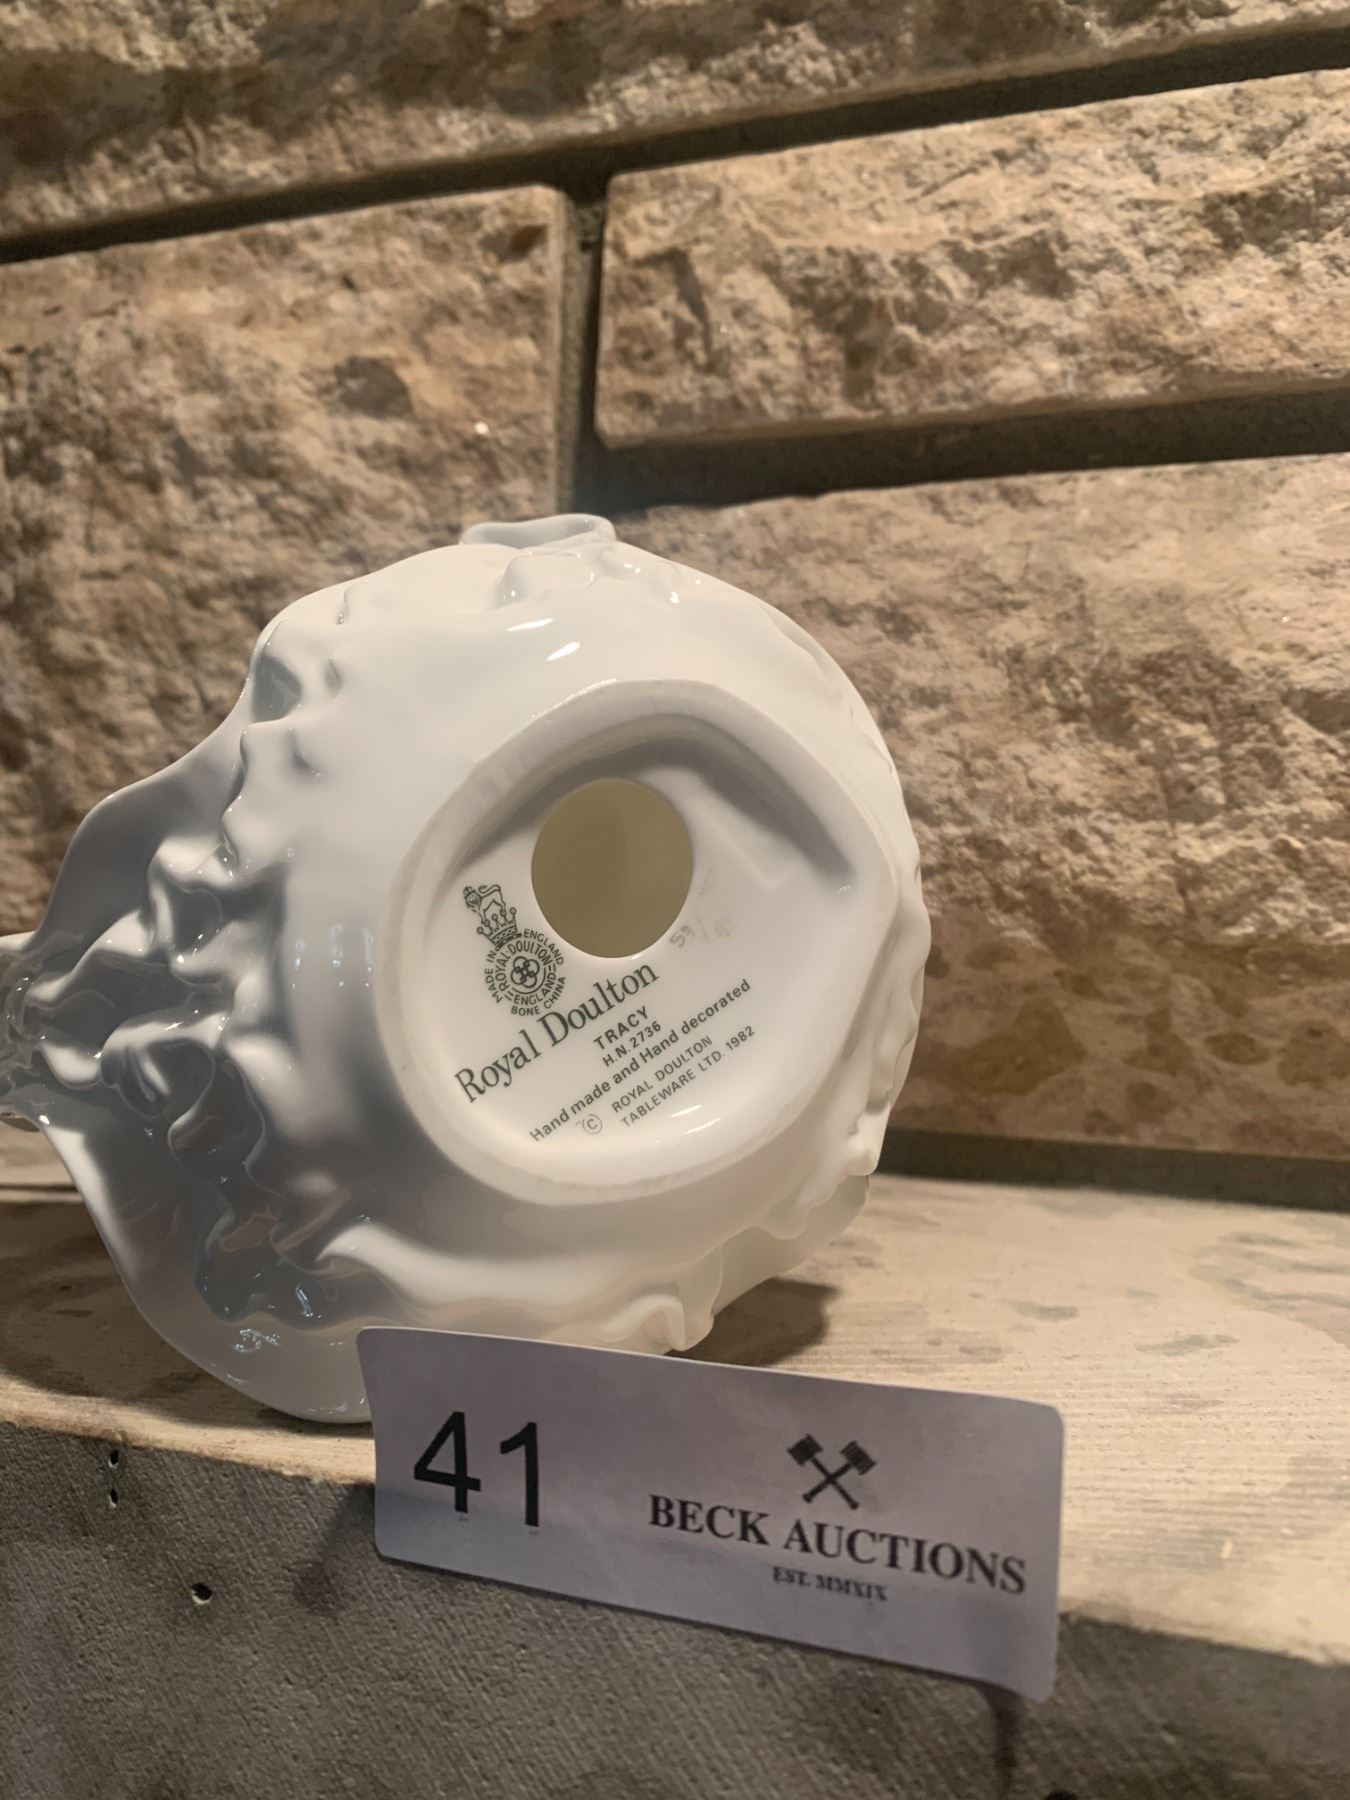 MADE IN ENGLAND
ROYAL·DOULTON
ENGLAND
BONE CHINA
Royal Doulton
TRACY
H.N. 2736
Hand made and Hand decorated
© ROYAL DOULTON
TABLEWARE LTD. 1982
41
BECK AUCTIONS
EST. MMXIX